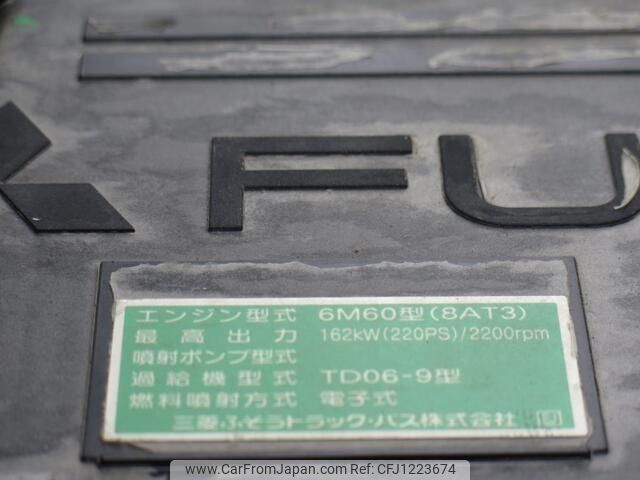 FU
エンジン型式 6M60型(8AT3)
最高出力 162kW(220PS)/2200rpm
噴射ポンプ型式
過給機型式 TD06-9型
燃料噴射方式 電子式
三菱ふそうトラック・バス株式会社
www.CarFromJapan.com CFJ1223674